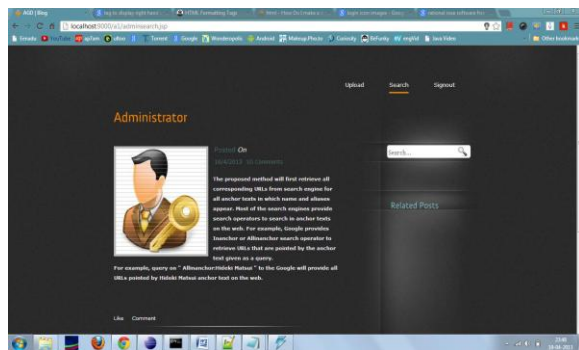 localhost:3000/a1/adminsearch.jsp
Upload Search Signout
Administrator
Posted On
The proposed method will first retrieve all
corresponding URLs from search engine for
all anchor texts in which name and aliases
appear. Most of the search engines provide
search operators to search in anchor texts
on the web. For example, Google provides
Inanchor or Allinanchor search operator to
retrieve URLs that are pointed by the anchor
text given as a query.
For example, query on " Allinanchor:Hideki Matsui " to the Google will provide all
URLs pointed by Hideki Matsui anchor text on the web.
Like Comment
Search...
Related Posts